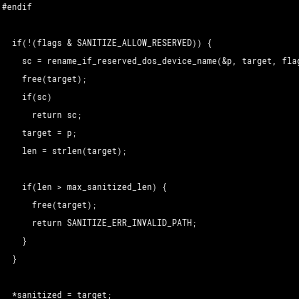 #endif
if(!(flags & SANITIZE_ALLOW_RESERVED)) {
sc = rename_if_reserved_dos_device_name(&p, target, flag
free(target);
if(sc)
return sc;
target = p;
len = strlen(target);
if(len > max_sanitized_len) {
free(target);
return SANITIZE_ERR_INVALID_PATH;
}
}
*sanitized = target;